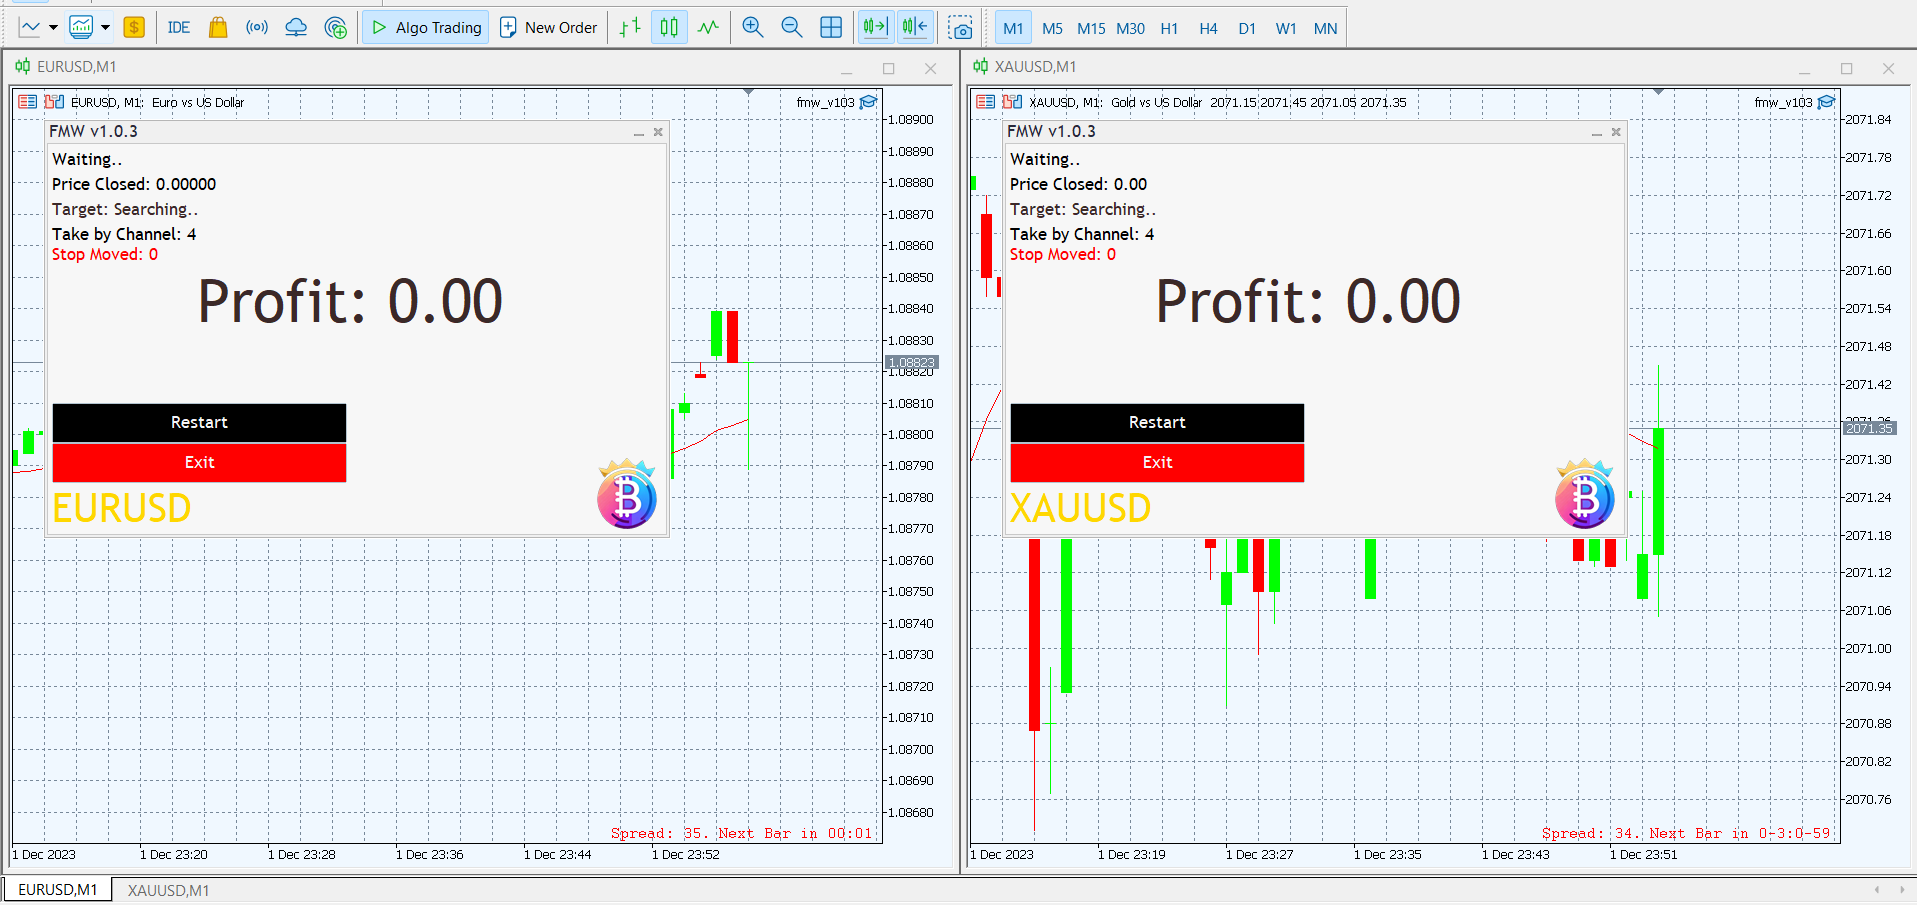 IDE Algo Trading New Order M1 M5 M15 M30 H1 H4 D1 W1 MN
EURUSD,M1
EURUSD, M1: Euro vs US Dollar
fmw_v103
FMW v1.0.3
Waiting..
Price Closed: 0.00000
Target: Searching..
Take by Channel: 4
Stop Moved: 0
Profit: 0.00
Restart
Exit
EURUSD
1.08900
1.08890
1.08880
1.08870
1.08860
1.08850
1.08840
1.08830
1.08823
1.08820
1.08810
1.08800
1.08790
1.08780
1.08770
1.08760
1.08750
1.08740
1.08730
1.08720
1.08710
1.08700
1.08690
1.08680
Spread: 35. Next Bar in 00:01
1 Dec 2023 1 Dec 23:20 1 Dec 23:28 1 Dec 23:36 1 Dec 23:44 1 Dec 23:52
XAUUSD,M1
XAUUSD, M1: Gold vs US Dollar 2071.15 2071.45 2071.05 2071.35
fmw_v103
FMW v1.0.3
Waiting..
Price Closed: 0.00
Target: Searching..
Take by Channel: 4
Stop Moved: 0
Profit: 0.00
Restart
Exit
XAUUSD
2071.84
2071.78
2071.72
2071.66
2071.60
2071.54
2071.48
2071.42
2071.36
2071.35
2071.30
2071.24
2071.18
2071.12
2071.06
2071.00
2070.94
2070.88
2070.82
2070.76
Spread: 34. Next Bar in 0-3:0-59
1 Dec 2023 1 Dec 23:19 1 Dec 23:27 1 Dec 23:35 1 Dec 23:43 1 Dec 23:51
EURUSD,M1 XAUUSD,M1